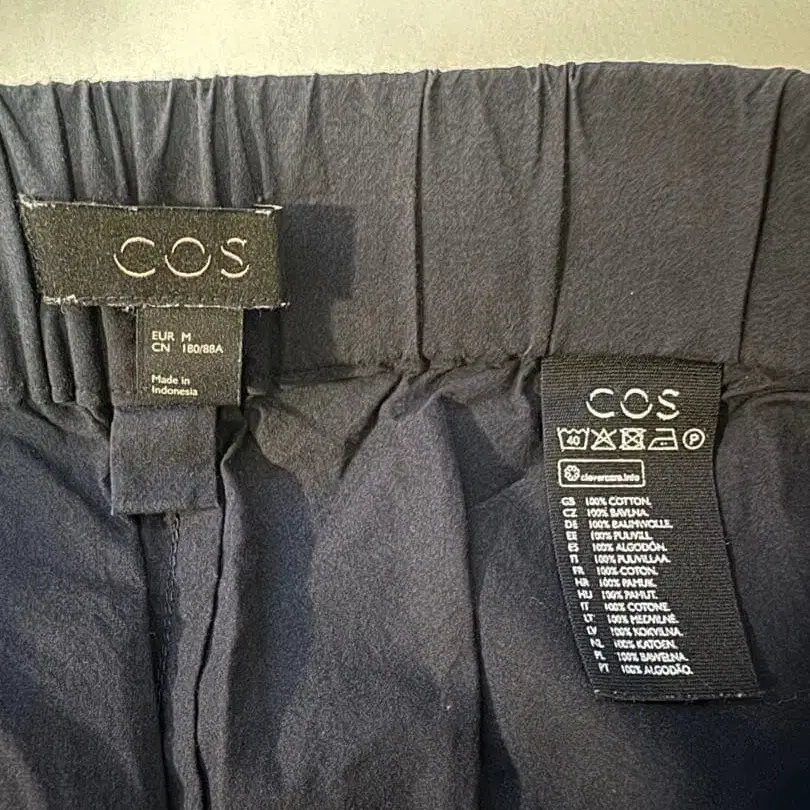 COS
EUR M
CN 180/88A
Made in
Indonesia
COS
40 P
clevercare.info
GB 100% COTTON.
CZ 100% BAVLNA.
DE 100% BAUMWOLLE.
EE 100% PUUVILL.
ES 100% ALGODÓN.
FI 100% PUUVILLAA.
FR 100% COTON.
HR 100% PAMUK.
HU 100% PAMUT.
IT 100% COTONE.
LT 100% MEDVILNĖ.
LV 100% KOKVILNA.
NL 100% KATOEN.
PL 100% BAWEŁNA.
PT 100% ALGODÃO.